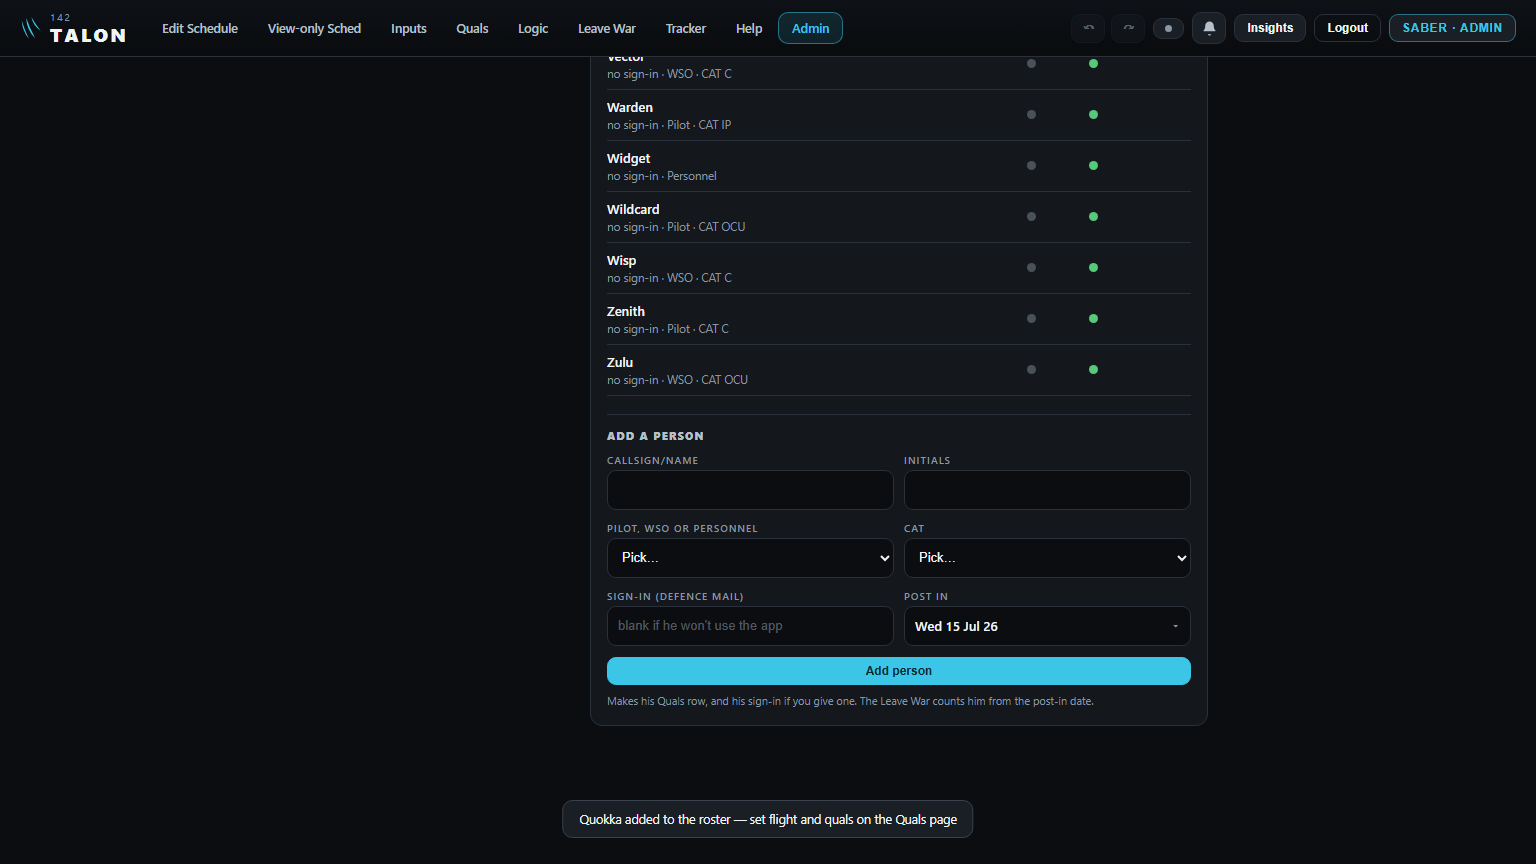 142
TALON
Edit Schedule
View-only Sched
Inputs
Quals
Logic
Leave War
Tracker
Help
Admin
Insights
Logout
SABER · ADMIN
Vector
no sign-in · WSO · CAT C
Warden
no sign-in · Pilot · CAT IP
Widget
no sign-in · Personnel
Wildcard
no sign-in · Pilot · CAT OCU
Wisp
no sign-in · WSO · CAT C
Zenith
no sign-in · Pilot · CAT C
Zulu
no sign-in · WSO · CAT OCU
ADD A PERSON
CALLSIGN/NAME
INITIALS
PILOT, WSO OR PERSONNEL
CAT
Pick...
Pick...
SIGN-IN (DEFENCE MAIL)
POST IN
blank if he won't use the app
Wed 15 Jul 26
Add person
Makes his Quals row, and his sign-in if you give one. The Leave War counts him from the post-in date.
Quokka added to the roster — set flight and quals on the Quals page